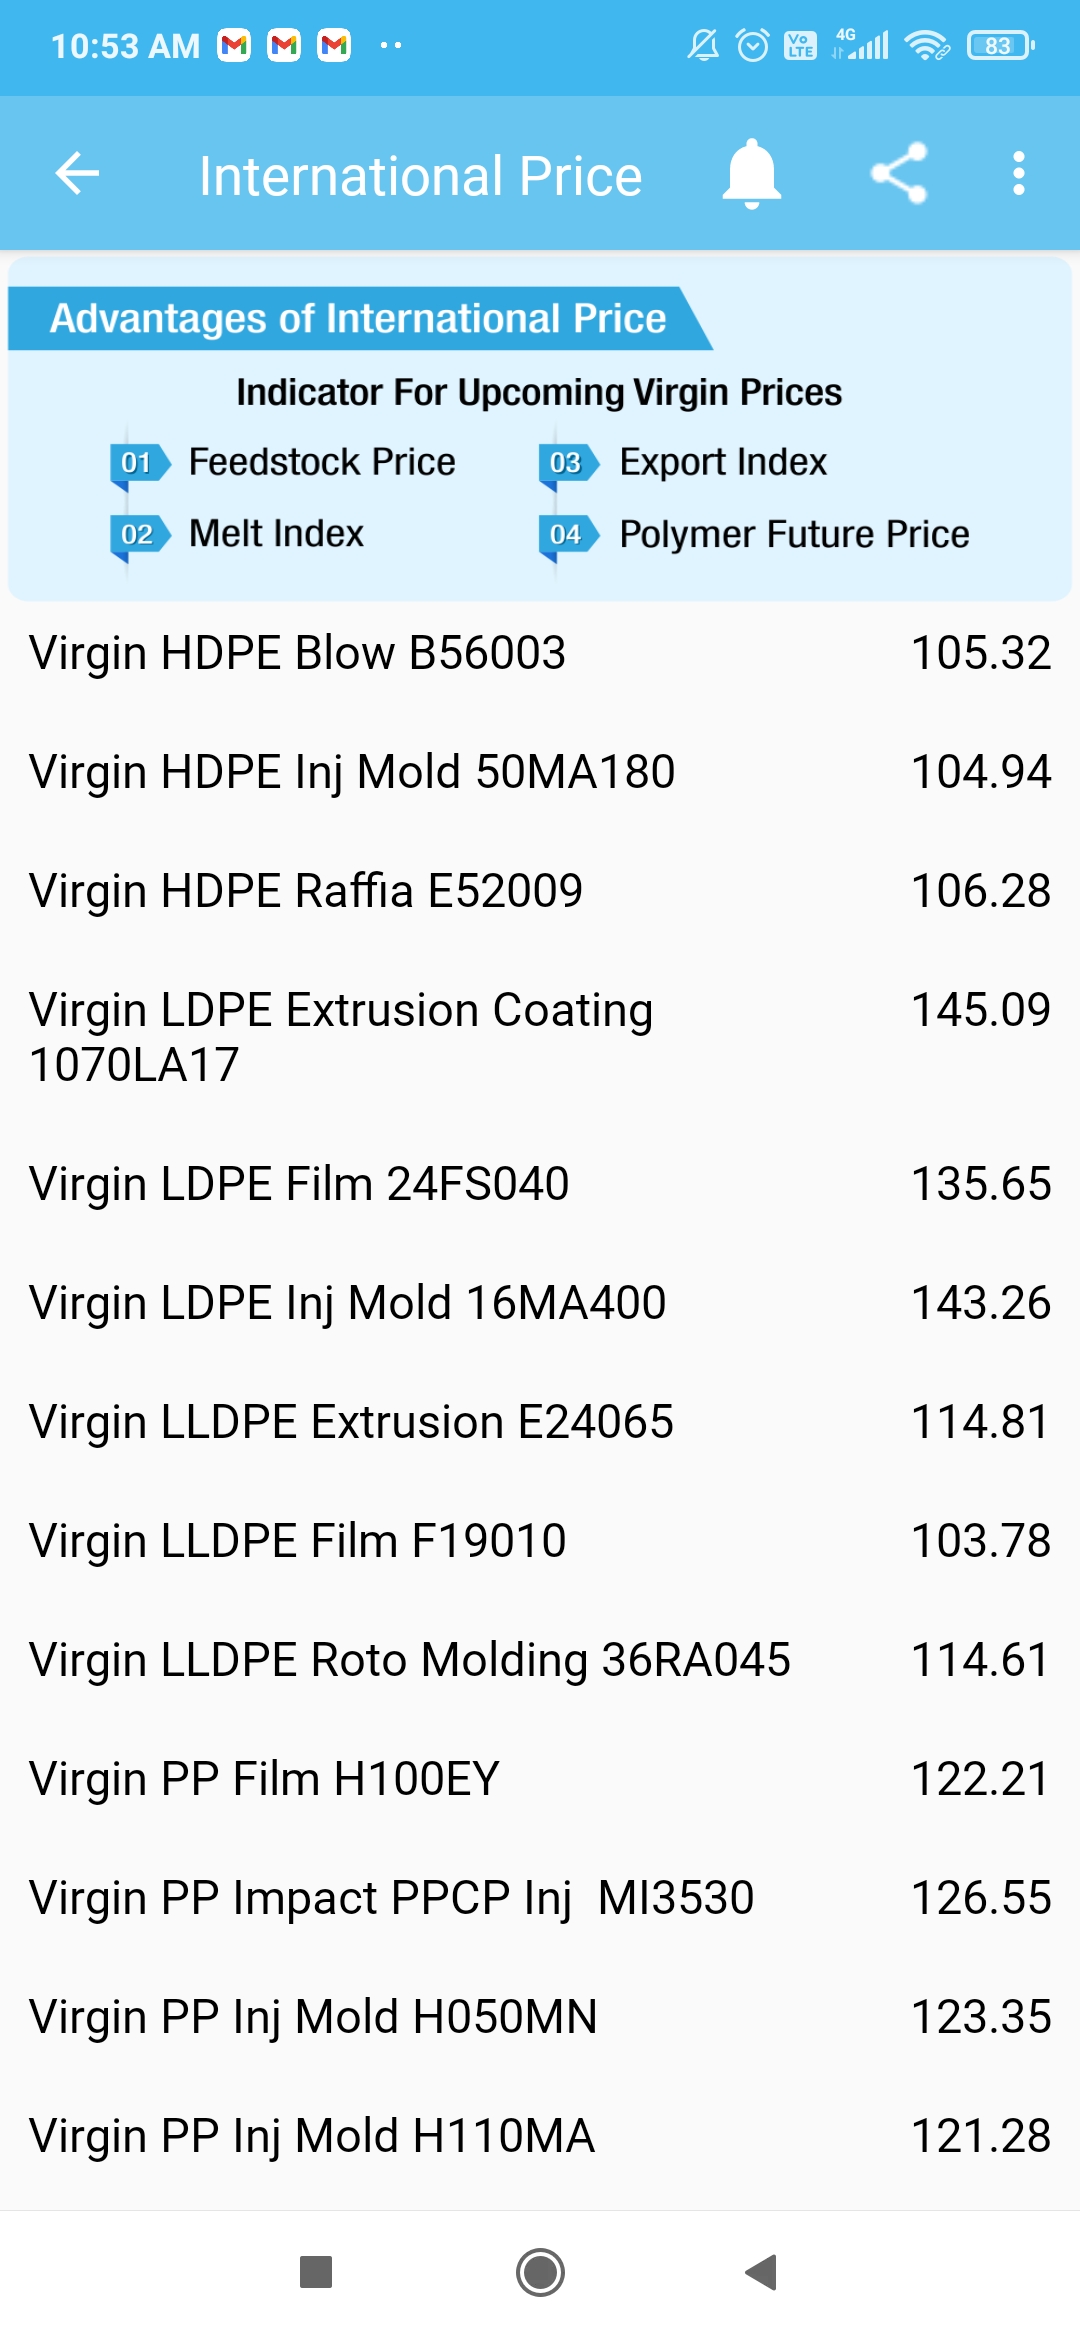 10:53 AM
Vo
LTE
4G
83
International Price
Advantages of International Price
Indicator For Upcoming Virgin Prices
01 Feedstock Price
03 Export Index
02 Melt Index
04 Polymer Future Price
Virgin HDPE Blow B56003 105.32
Virgin HDPE Inj Mold 50MA180 104.94
Virgin HDPE Raffia E52009 106.28
Virgin LDPE Extrusion Coating 145.09
1070LA17
Virgin LDPE Film 24FS040 135.65
Virgin LDPE Inj Mold 16MA400 143.26
Virgin LLDPE Extrusion E24065 114.81
Virgin LLDPE Film F19010 103.78
Virgin LLDPE Roto Molding 36RA045 114.61
Virgin PP Film H100EY 122.21
Virgin PP Impact PPCP Inj  MI3530 126.55
Virgin PP Inj Mold H050MN 123.35
Virgin PP Inj Mold H110MA 121.28